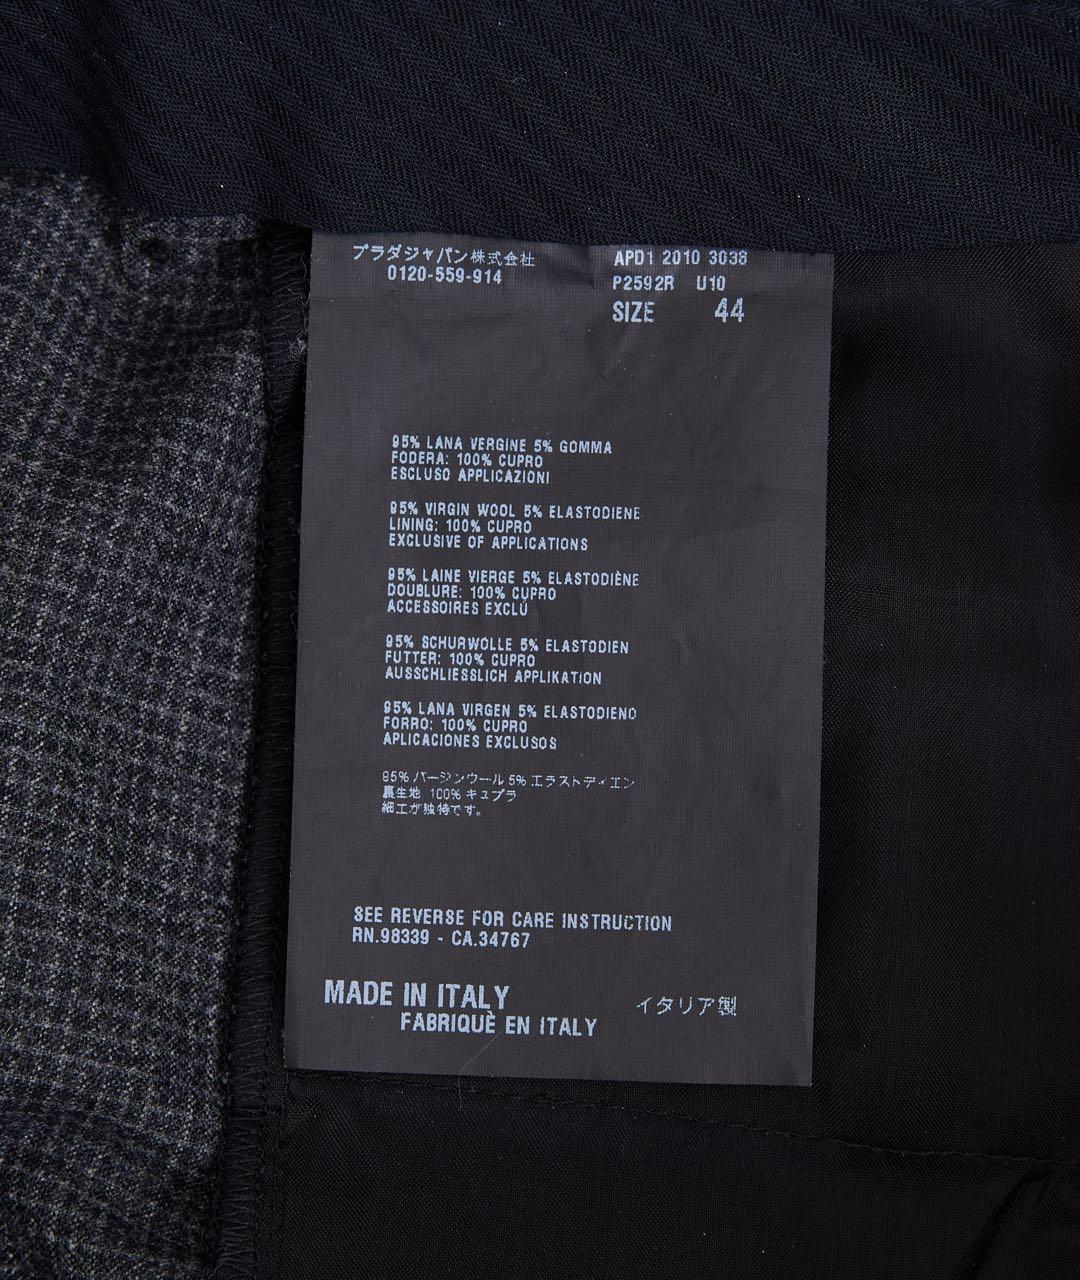 プラダジャパン株式会社
0120-559-914
APD1 2010 3038
P2592R U10
SIZE 44
95% LANA VERGINE 5% GOMMA
FODERA: 100% CUPRO
ESCLUSO APPLICAZIONI
95% VIRGIN WOOL 5% ELASTODIENE
LINING: 100% CUPRO
EXCLUSIVE OF APPLICATIONS
95% LAINE VIERGE 5% ELASTODIÈNE
DOUBLURE: 100% CUPRO
ACCESSOIRES EXCLÚ
95% SCHURWOLLE 5% ELASTODIEN
FUTTER: 100% CUPRO
AUSSCHLIESSLICH APPLIKATION
95% LANA VIRGEN 5% ELASTODIENO
FORRO: 100% CUPRO
APLICACIONES EXCLUSOS
95% バージンウール 5% エラストディエン
裏生地 100% キュプラ
細工が独特です。
SEE REVERSE FOR CARE INSTRUCTION
RN.98339 - CA.34767
MADE IN ITALY
FABRIQUÈ EN ITALY
イタリア製